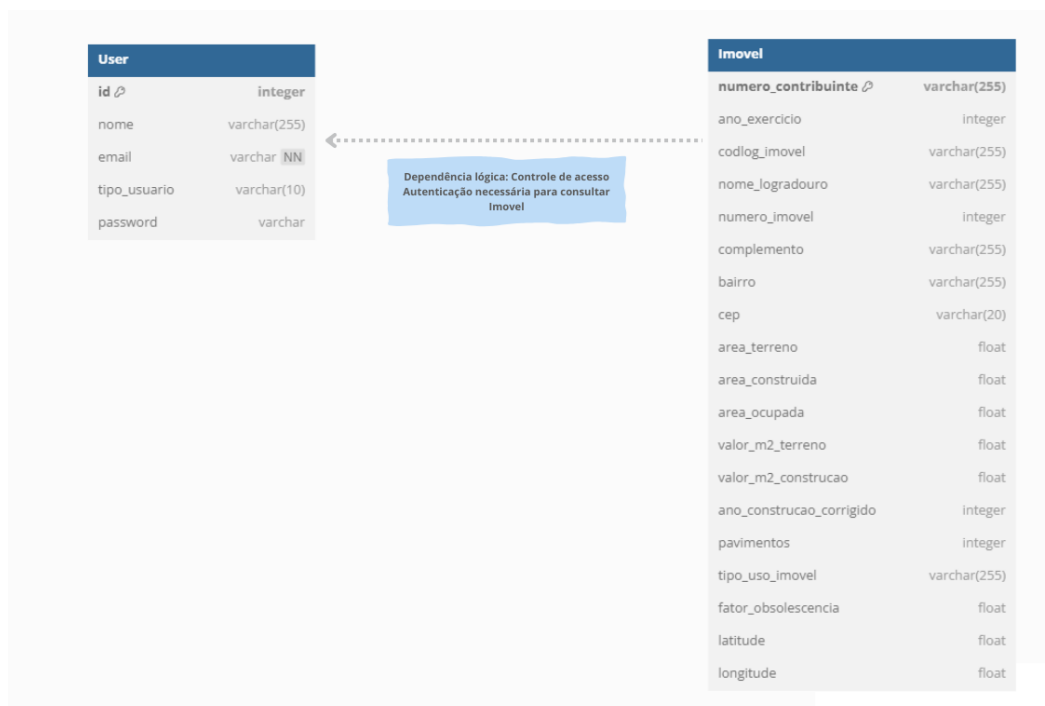 User
id integer
nome varchar(255)
email varchar NN
tipo_usuario varchar(10)
password varchar
Dependência lógica: Controle de acesso
Autenticação necessária para consultar
Imovel
Imovel
numero_contribuinte varchar(255)
ano_exercicio integer
codlog_imovel varchar(255)
nome_logradouro varchar(255)
numero_imovel integer
complemento varchar(255)
bairro varchar(255)
cep varchar(20)
area_terreno float
area_construida float
area_ocupada float
valor_m2_terreno float
valor_m2_construcao float
ano_construcao_corrigido integer
pavimentos integer
tipo_uso_imovel varchar(255)
fator_obsolescencia float
latitude float
longitude float